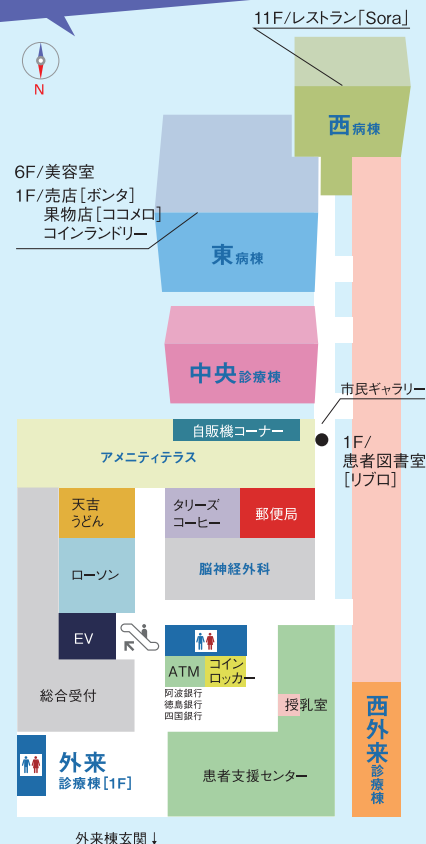 11F/レストラン「Sora」
N
西病棟
6F/美容室
1F/売店[ボンタ]
果物店[ココメロ]
コインランドリー
東病棟
中央診療棟
市民ギャラリー
自販機コーナー
1F/
患者図書室
[リブロ]
アメニティテラス
天吉
うどん
タリーズ
コーヒー
郵便局
ローソン
脳神経外科
EV
ATM
コイン
ロッカー
阿波銀行
徳島銀行
四国銀行
総合受付
授乳室
西外来診療棟
外来
診療棟[1F]
患者支援センター
外来棟玄関↓